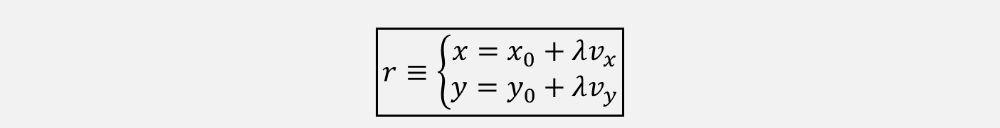 r ≡ { x = x₀ + λvₓ
y = y₀ + λv_y